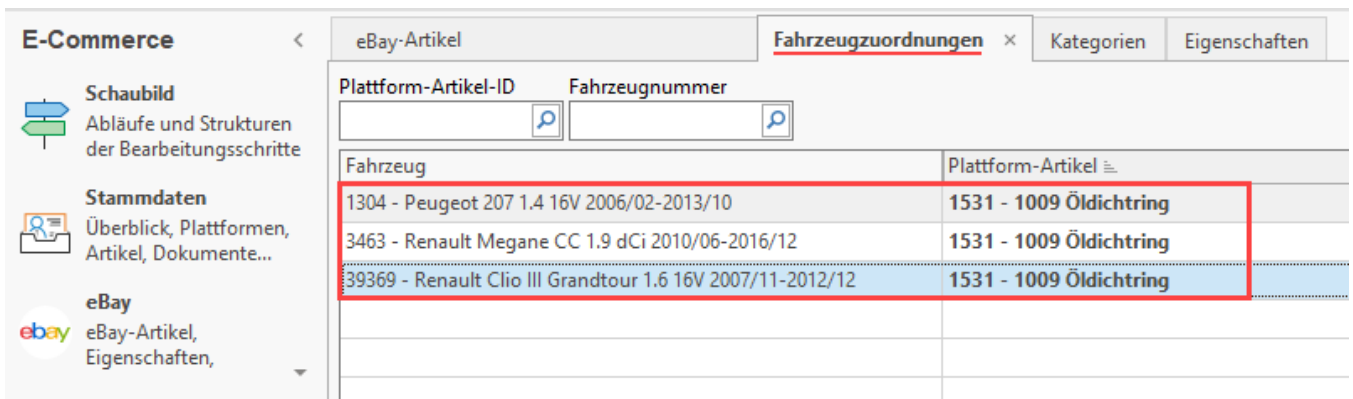 E-Commerce <
Schaubild
Abläufe und Strukturen
der Bearbeitungsschritte
Stammdaten
Überblick, Plattformen,
Artikel, Dokumente...
eBay
ebay
eBay-Artikel,
Eigenschaften,
eBay-Artikel Fahrzeugzuordnungen × Kategorien Eigenschaften
Plattform-Artikel-ID Fahrzeugnummer
Fahrzeug Plattform-Artikel
1304 - Peugeot 207 1.4 16V 2006/02-2013/10 1531 - 1009 Öldichtring
3463 - Renault Megane CC 1.9 dCi 2010/06-2016/12 1531 - 1009 Öldichtring
39369 - Renault Clio III Grandtour 1.6 16V 2007/11-2012/12 1531 - 1009 Öldichtring